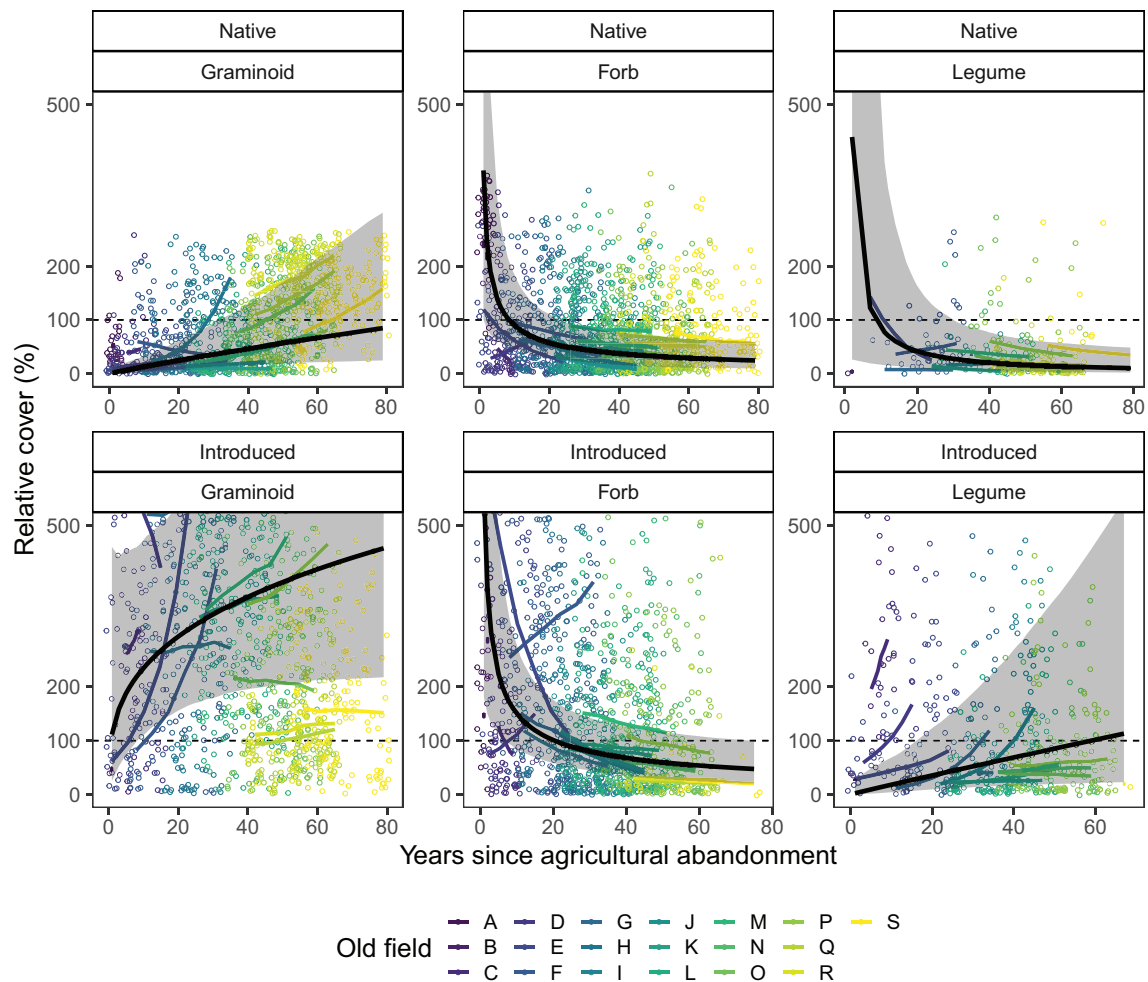 Native Native Native
Graminoid Forb Legume
500 500 500
200 200 200
100 100 100
0 0 0
0 20 40 60 80 0 20 40 60 80 0 20 40 60 80
Relative cover (%)
Introduced Introduced Introduced
Graminoid Forb Legume
500 500 500
200 200 200
100 100 100
0 0 0
0 20 40 60 80 0 20 40 60 80 0 20 40 60
Years since agricultural abandonment
Old field
A D G J M P S
B E H K N Q
C F I L O R